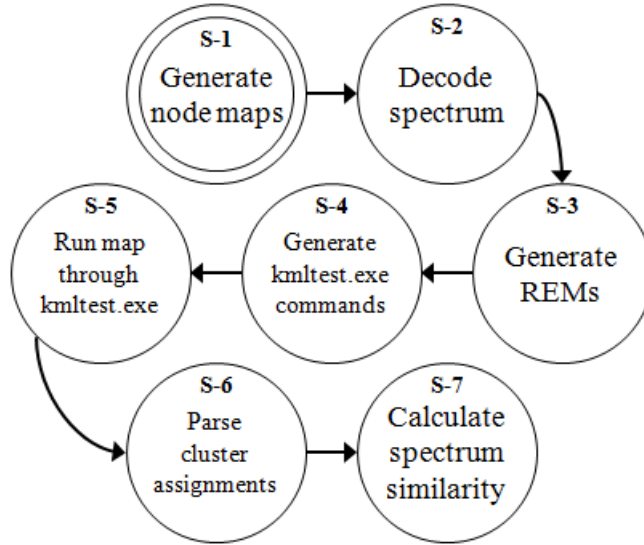 S-1
Generate
node maps
S-2
Decode
spectrum
S-3
Generate
REMs
S-4
Generate
kmltest.exe
commands
S-5
Run map
through
kmltest.exe
S-6
Parse
cluster
assignments
S-7
Calculate
spectrum
similarity